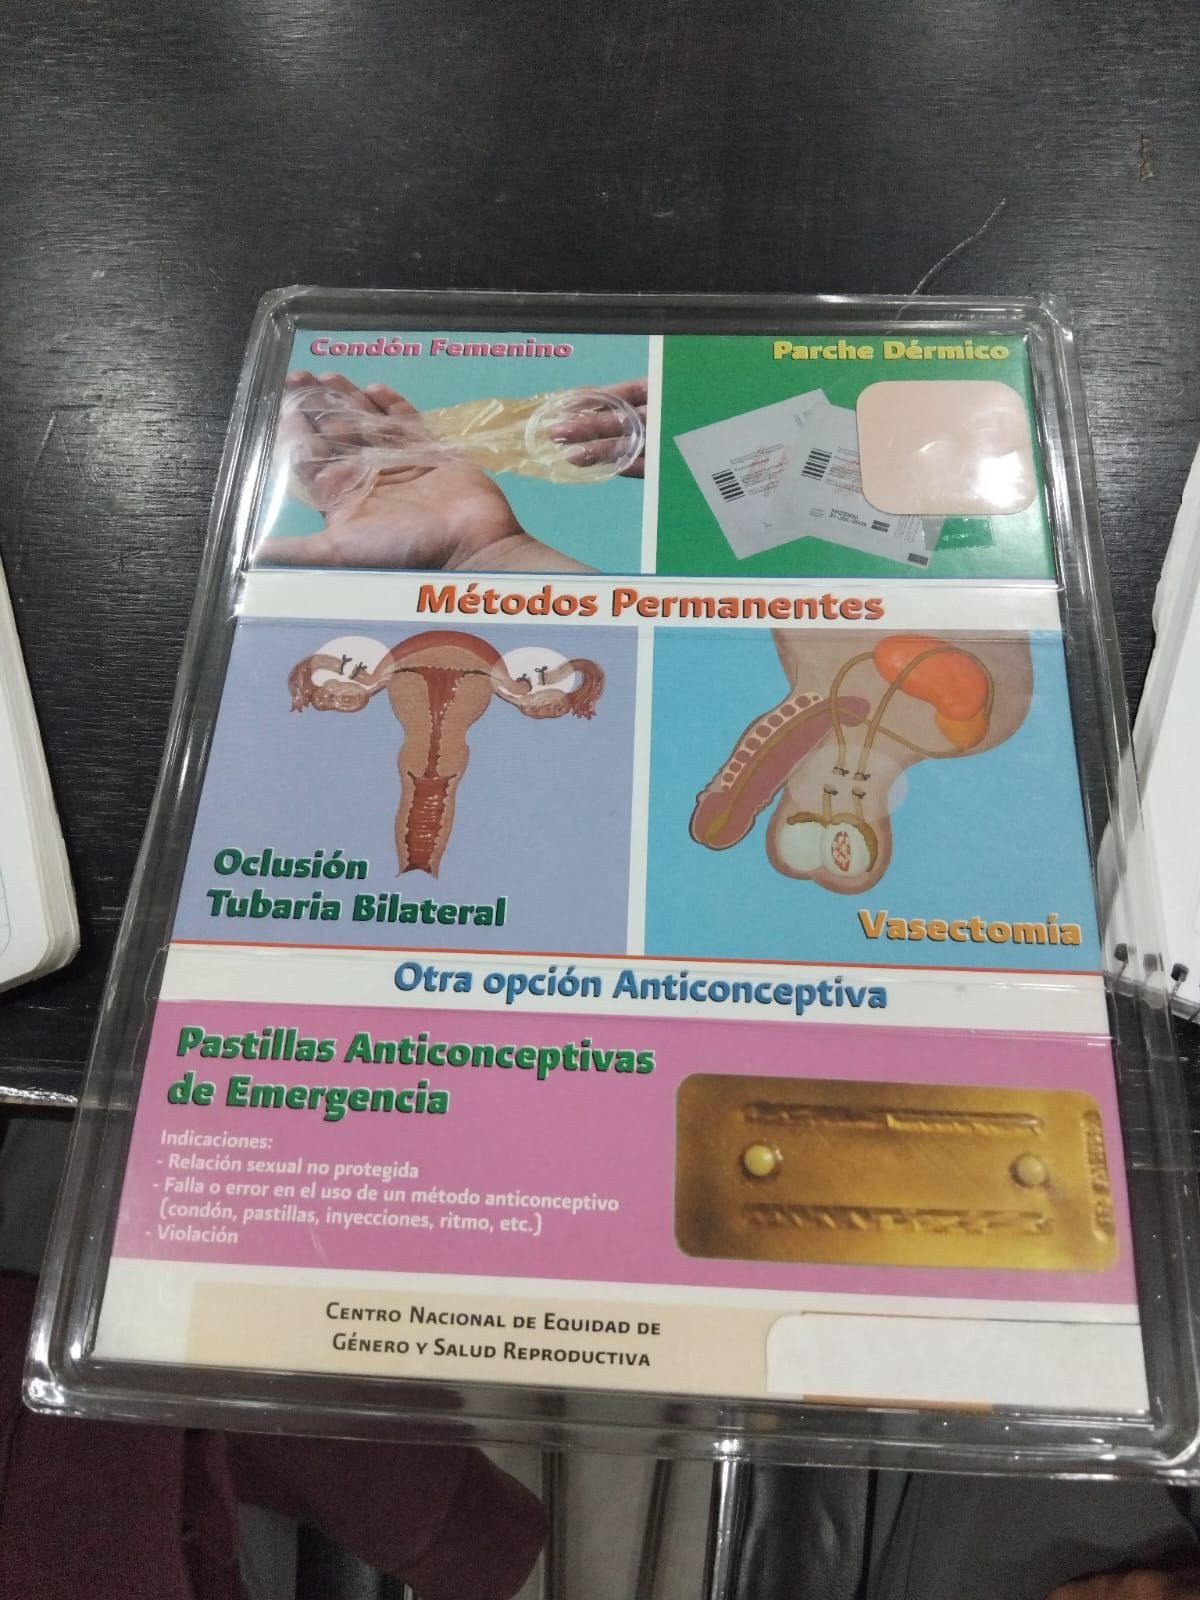 Condón Femenino
Parche Dérmico
Métodos Permanentes
Oclusión
Tubaria Bilateral
Vasectomía
Otra opción Anticonceptiva
Pastillas Anticonceptivas
de Emergencia
Indicaciones:
- Relación sexual no protegida
- Falla o error en el uso de un método anticonceptivo
(condón, pastillas, inyecciones, ritmo, etc.)
- Violación
Centro Nacional de Equidad de
Género y Salud Reproductiva